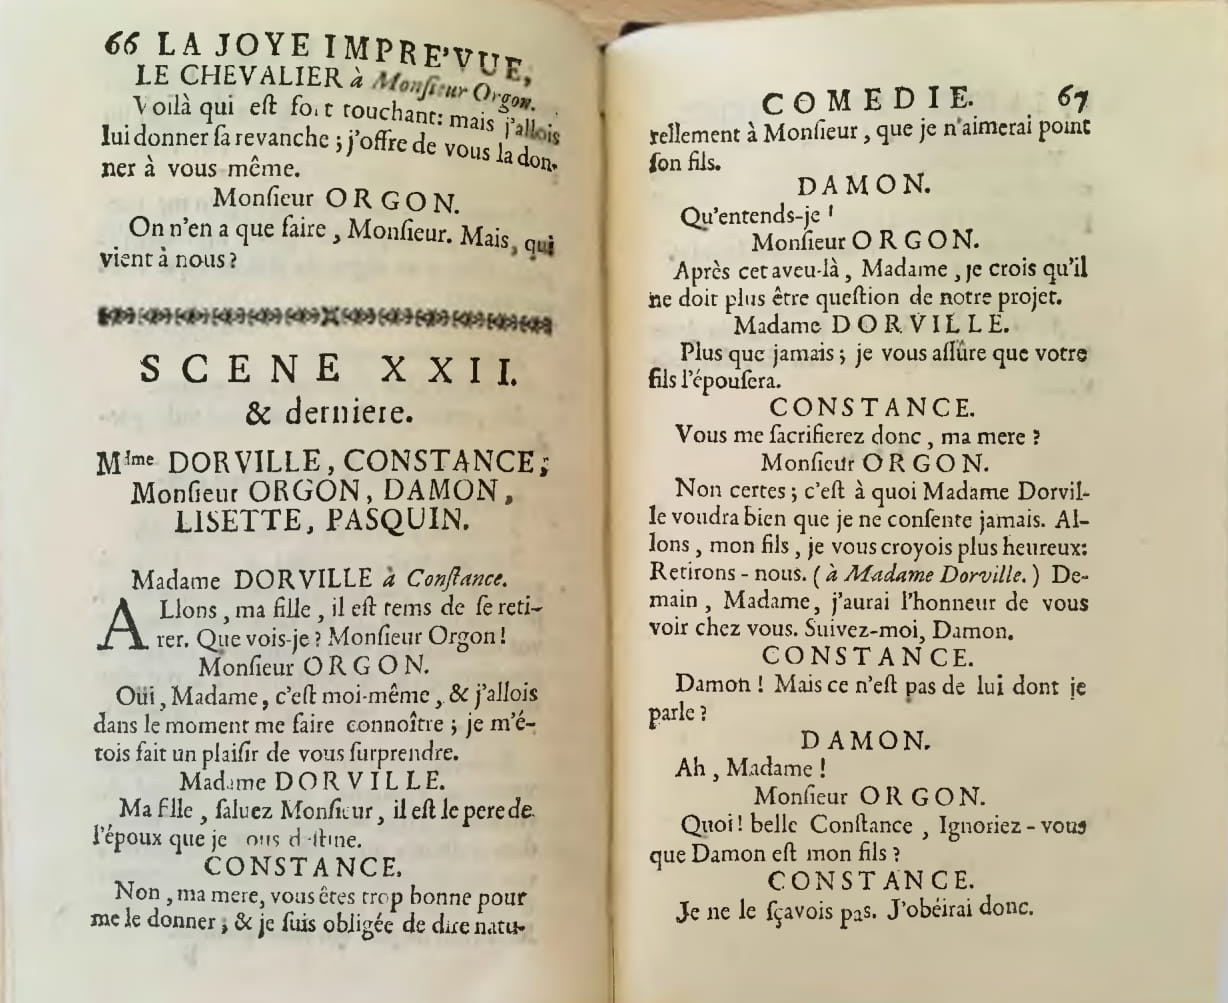 66 LA JOYE IMPRE'VUE,
LE CHEVALIER à Monſieur Orgon.
Voilà qui eſt fort touchant: mais j'allois
lui donner ſa revanche ; j'offre de vous la don-
ner à vous même.
Monſieur ORGON.
On n'en a que faire , Monſieur. Mais, qui
vient à nous ?
SCENE XXII.
& derniere.
Mdme DORVILLE, CONSTANCE;
Monſieur ORGON, DAMON,
LISETTE, PASQUIN.
Madame DORVILLE à Conſtance.
ALlons , ma fille , il eſt tems de ſe reti-
rer. Que vois-je ? Monſieur Orgon !
Monſieur ORGON.
Oüi , Madame, c'eſt moi-même , & j'allois
dans le moment me faire connoître ; je m'é-
tois fait un plaiſir de vous ſurprendre.
Madame DORVILLE.
Ma fille , ſaluez Monſieur , il eſt le pere de
l'époux que je vous deſtine.
CONSTANCE.
Non , ma mere, vous êtes trop bonne pour
me le donner ; & je ſuis obligée de dire natu-
COMEDIE. 67
rellement à Monſieur , que je n'aimerai point
ſon fils.
DAMON.
Qu'entends-je !
Monſieur ORGON.
Après cet aveu-là , Madame , je crois qu'il
ne doit plus être queſtion de notre projet.
Madame DORVILLE.
Plus que jamais ; je vous aſſûre que votre
fils l'épouſera.
CONSTANCE.
Vous me ſacrifierez donc , ma mere ?
Monſieur ORGON.
Non certes ; c'eſt à quoi Madame Dorvil-
le voudra bien que je ne conſente jamais. Al-
lons , mon fils , je vous croyois plus heureux:
Retirons-nous. ( à Madame Dorville. ) De-
main , Madame, j'aurai l'honneur de vous
voir chez vous. Suivez-moi, Damon.
CONSTANCE.
Damon ! Mais ce n'eſt pas de lui dont je
parle ?
DAMON.
Ah , Madame !
Monſieur ORGON.
Quoi ! belle Conſtance , Ignoriez-vous
que Damon eſt mon fils ?
CONSTANCE.
Je ne le ſçavois pas. J'obéirai donc.